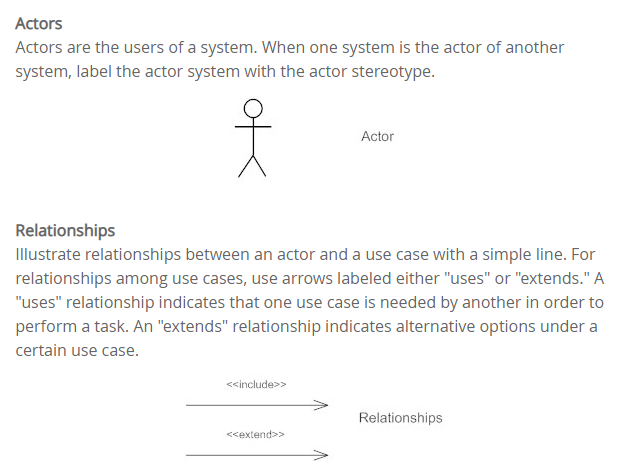 Actors
Actors are the users of a system. When one system is the actor of another
system, label the actor system with the actor stereotype.
Actor
Relationships
Illustrate relationships between an actor and a use case with a simple line. For
relationships among use cases, use arrows labeled either "uses" or "extends." A
"uses" relationship indicates that one use case is needed by another in order to
perform a task. An "extends" relationship indicates alternative options under a
certain use case.
<<include>>
Relationships
<<extend>>